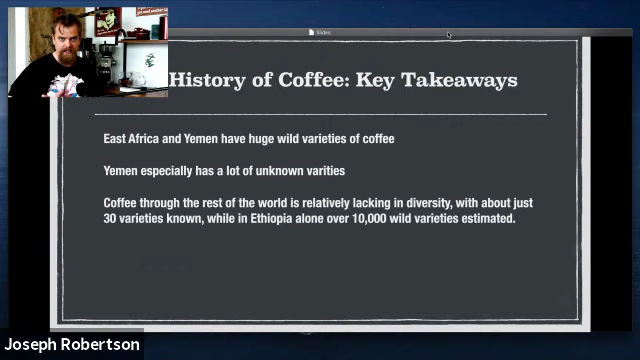 Slides
History of Coffee: Key Takeaways
East Africa and Yemen have huge wild varieties of coffee
Yemen especially has a lot of unknown varities
Coffee through the rest of the world is relatively lacking in diversity, with about just
30 varieties known, while in Ethiopia alone over 10,000 wild varieties estimated.
Joseph Robertson